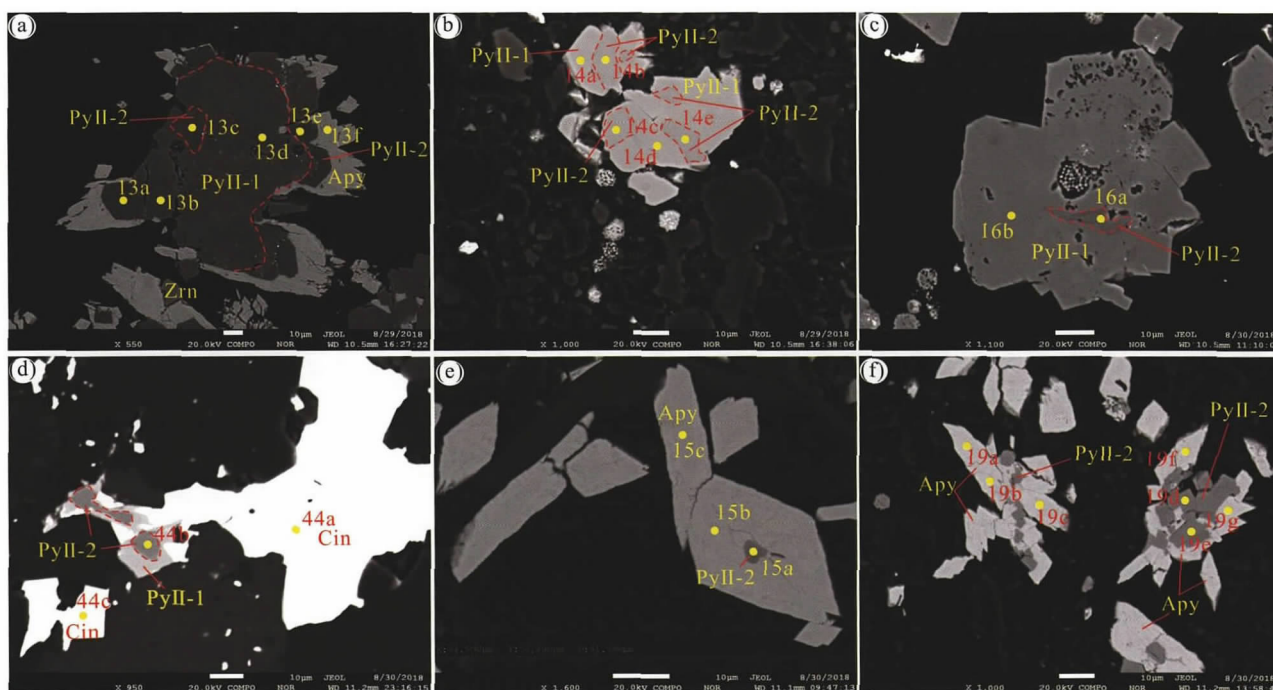 (a)
PyII-2
13c
13d
13e
13f
PyII-2
Apy
PyII-1
13a
13b
Zrn
10μm JEOL 8/29/2018
X 550 20.0kV COMPO NOR WD 10.5mm 16:27:22
(b)
PyII-1
PyII-2
14a
14b
PyII-1
PyII-2
14c
14e
14d
PyII-2
10μm JEOL 8/29/2018
X 1,000 20.0kV COMPO NOR WD 10.5mm 16:38:06
(c)
16a
16b
PyII-1
PyII-2
10μm JEOL 8/30/2018
X 1,100 20.0kV COMPO NOR WD 10.5mm 11:10:0
(d)
44a
Cin
PyII-2
44b
PyII-1
44c
Cin
10μm JEOL 8/30/2018
X 950 20.0kV COMPO NOR WD 11.2mm 23:16:15
(e)
Apy
15c
15b
PyII-2
15a
10μm JEOL 8/30/2018
X 1,600 20.0kV COMPO NOR WD 11.1mm 09:47:13
(f)
PyII-2
19a
PyII-2
19f
Apy
19b
19c
19g
19e
Apy
10μm JEOL 8/30/2018
X 1,000 20.0kV COMPO NOR WD 11.2mm